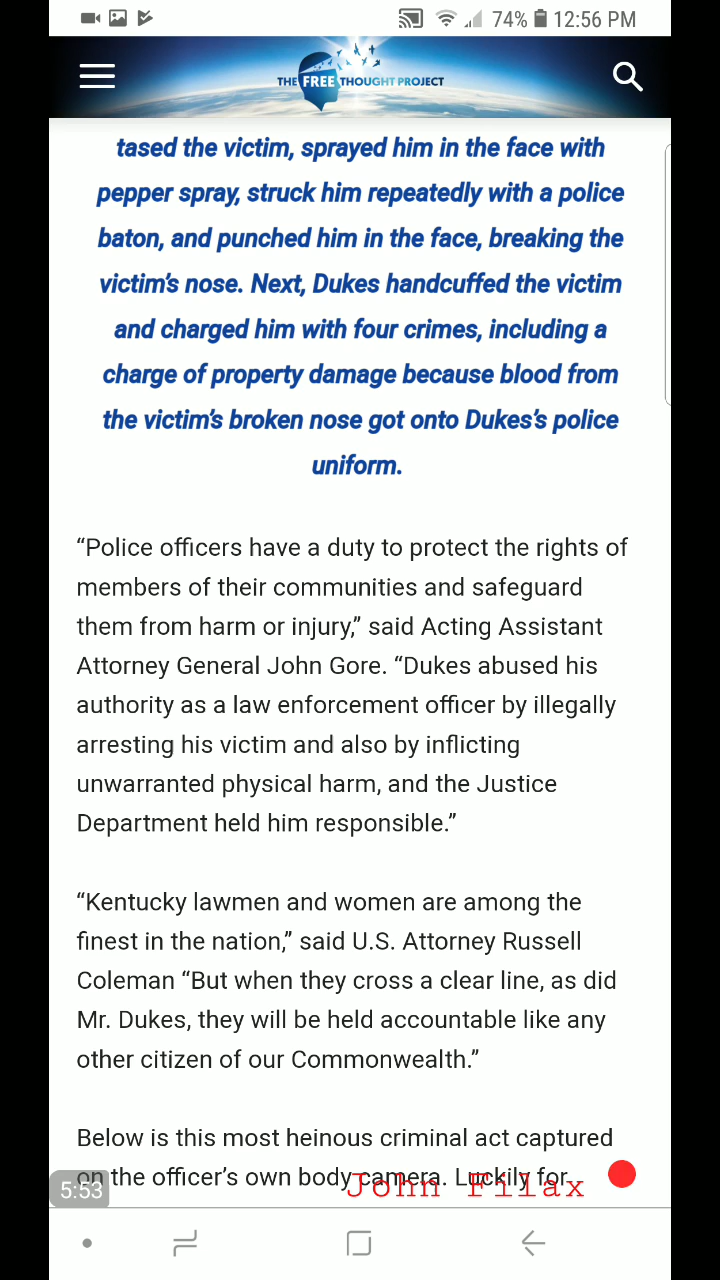 74% 12:56 PM
THE FREE THOUGHT PROJECT
tased the victim, sprayed him in the face with
pepper spray, struck him repeatedly with a police
baton, and punched him in the face, breaking the
victim’s nose. Next, Dukes handcuffed the victim
and charged him with four crimes, including a
charge of property damage because blood from
the victim’s broken nose got onto Dukes’s police
uniform.
“Police officers have a duty to protect the rights of
members of their communities and safeguard
them from harm or injury,” said Acting Assistant
Attorney General John Gore. “Dukes abused his
authority as a law enforcement officer by illegally
arresting his victim and also by inflicting
unwarranted physical harm, and the Justice
Department held him responsible.”
“Kentucky lawmen and women are among the
finest in the nation,” said U.S. Attorney Russell
Coleman “But when they cross a clear line, as did
Mr. Dukes, they will be held accountable like any
other citizen of our Commonwealth.”
Below is this most heinous criminal act captured
on the officer’s own body camera. Luckily for
5:53
John Filax